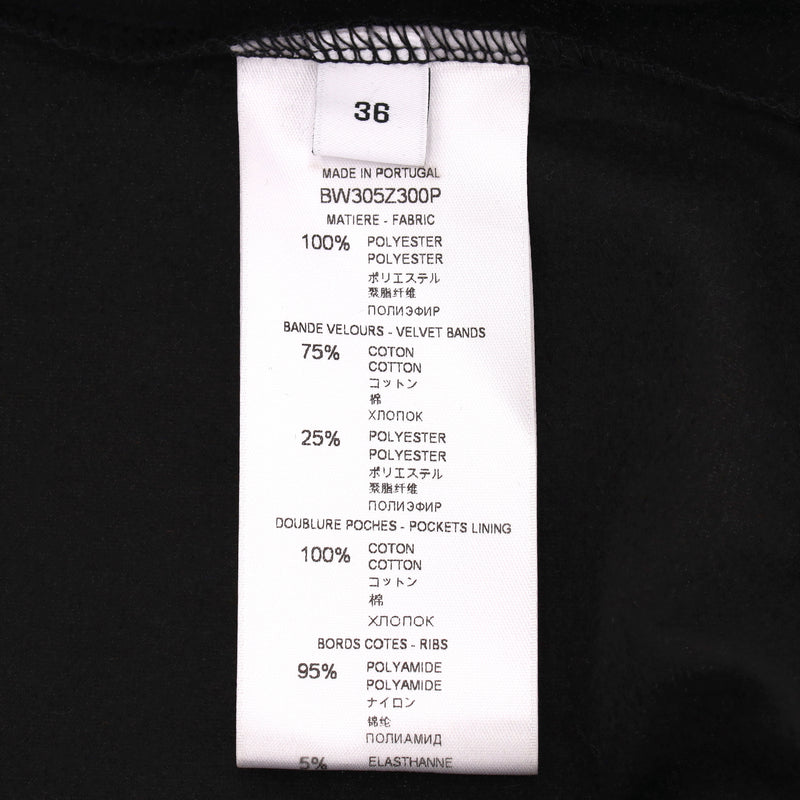 36
MADE IN PORTUGAL
BW305Z300P
MATIERE - FABRIC
100% POLYESTER
POLYESTER
ポリエステル
聚脂纤维
ПОЛИЭФИР
BANDE VELOURS - VELVET BANDS
75% COTON
COTTON
コットン
棉
ХЛОПОК
25% POLYESTER
POLYESTER
ポリエステル
聚脂纤维
ПОЛИЭФИР
DOUBLURE POCHES - POCKETS LINING
100% COTON
COTTON
コットン
棉
ХЛОПОК
BORDS COTES - RIBS
95% POLYAMIDE
POLYAMIDE
ナイロン
锦纶
ПОЛИАМИД
5% ELASTHANNE